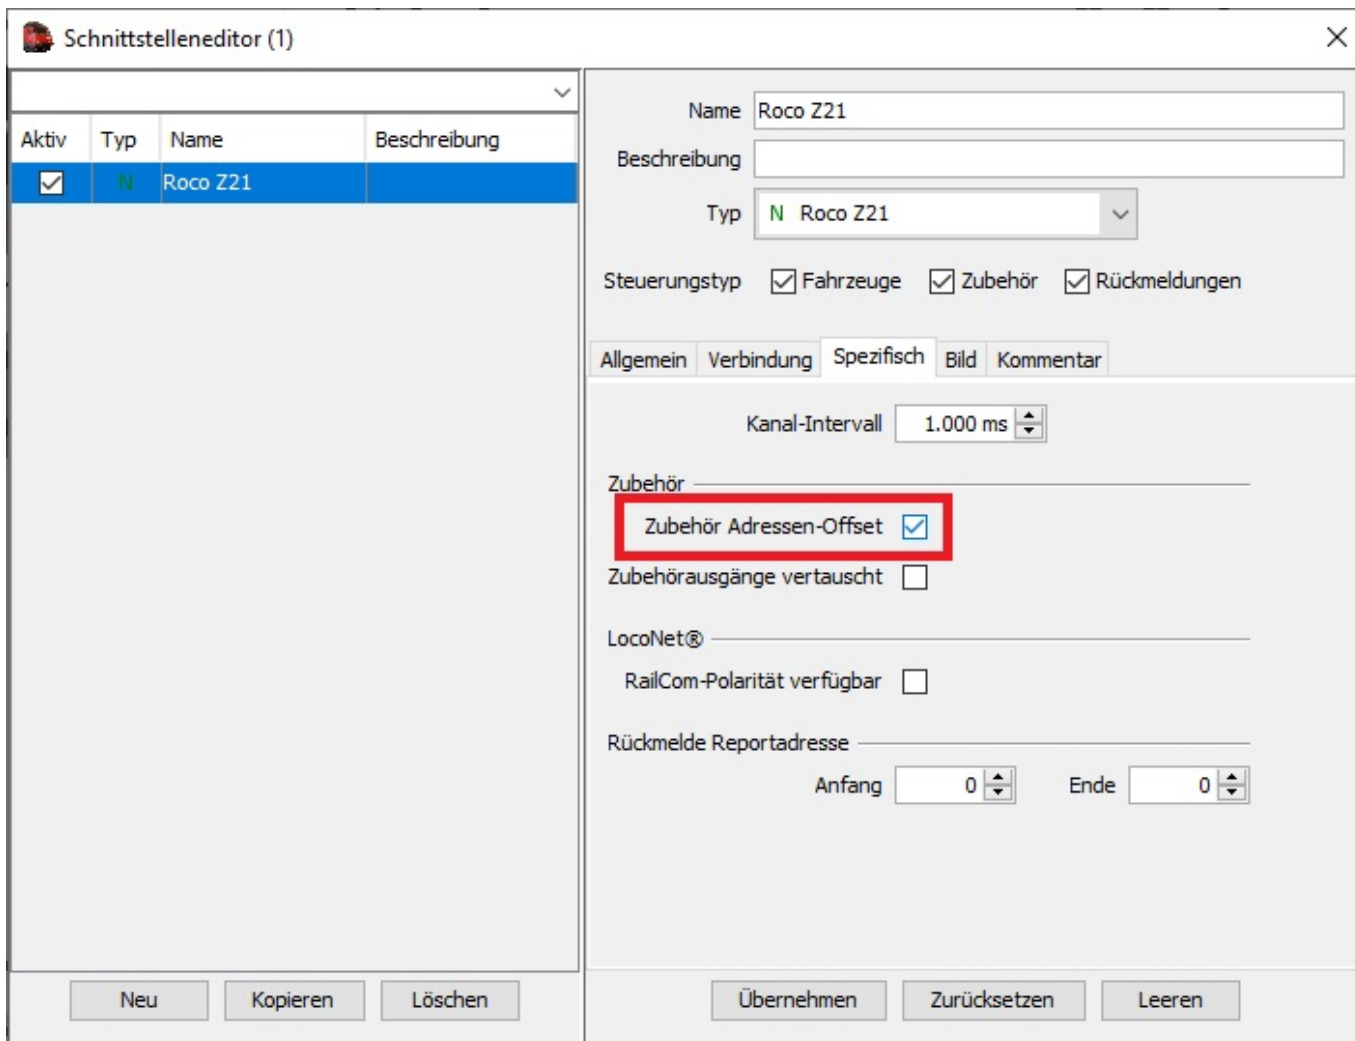 Schnittstelleneditor (1)
Aktiv Typ Name Beschreibung
N Roco Z21
Neu Kopieren Löschen
Name Roco Z21
Beschreibung
Typ N Roco Z21
Steuerungstyp Fahrzeuge Zubehör Rückmeldungen
Allgemein Verbindung Spezifisch Bild Kommentar
Kanal-Intervall 1.000 ms
Zubehör
Zubehör Adressen-Offset
Zubehörausgänge vertauscht
LocoNet®
RailCom-Polarität verfügbar
Rückmelde Reportadresse
Anfang 0 Ende 0
Übernehmen Zurücksetzen Leeren